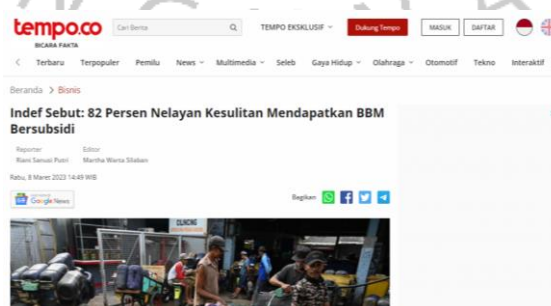 tempo.co
BICARA FAKTA
Cari Berita
TEMPO EKSKLUSIF
Dukung Tempo
MASUK
DAFTAR
Terbaru Terpopuler Pemilu News Multimedia Seleb Gaya Hidup Olahraga Otomotif Tekno Interaktif
Beranda > Bisnis
Indef Sebut: 82 Persen Nelayan Kesulitan Mendapatkan BBM
Bersubsidi
Reporter Editor
Riani Sanusi Putri Martha Warta Silaban
Rabu, 8 Maret 2023 14:49 WIB
Google News
Bagikan